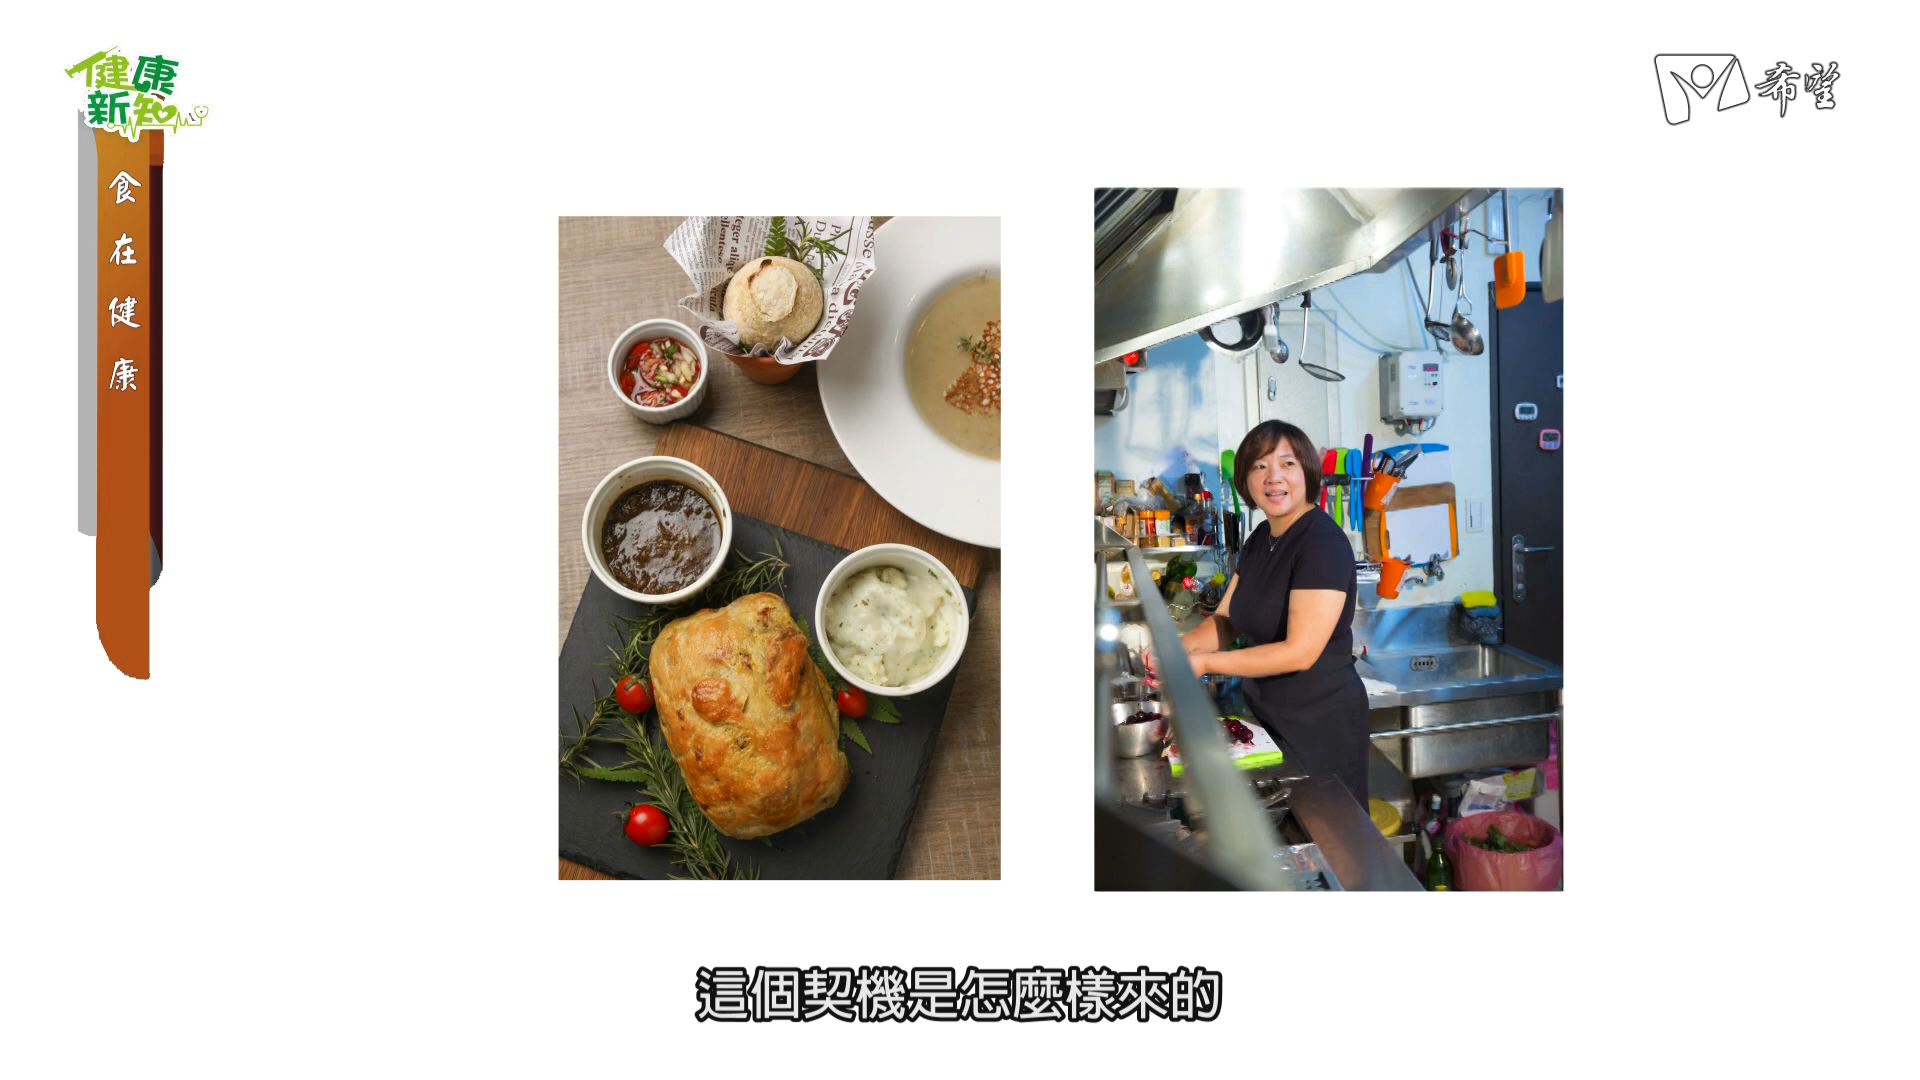 健康
新知
希望
食在健康
這個契機是怎麼樣來的